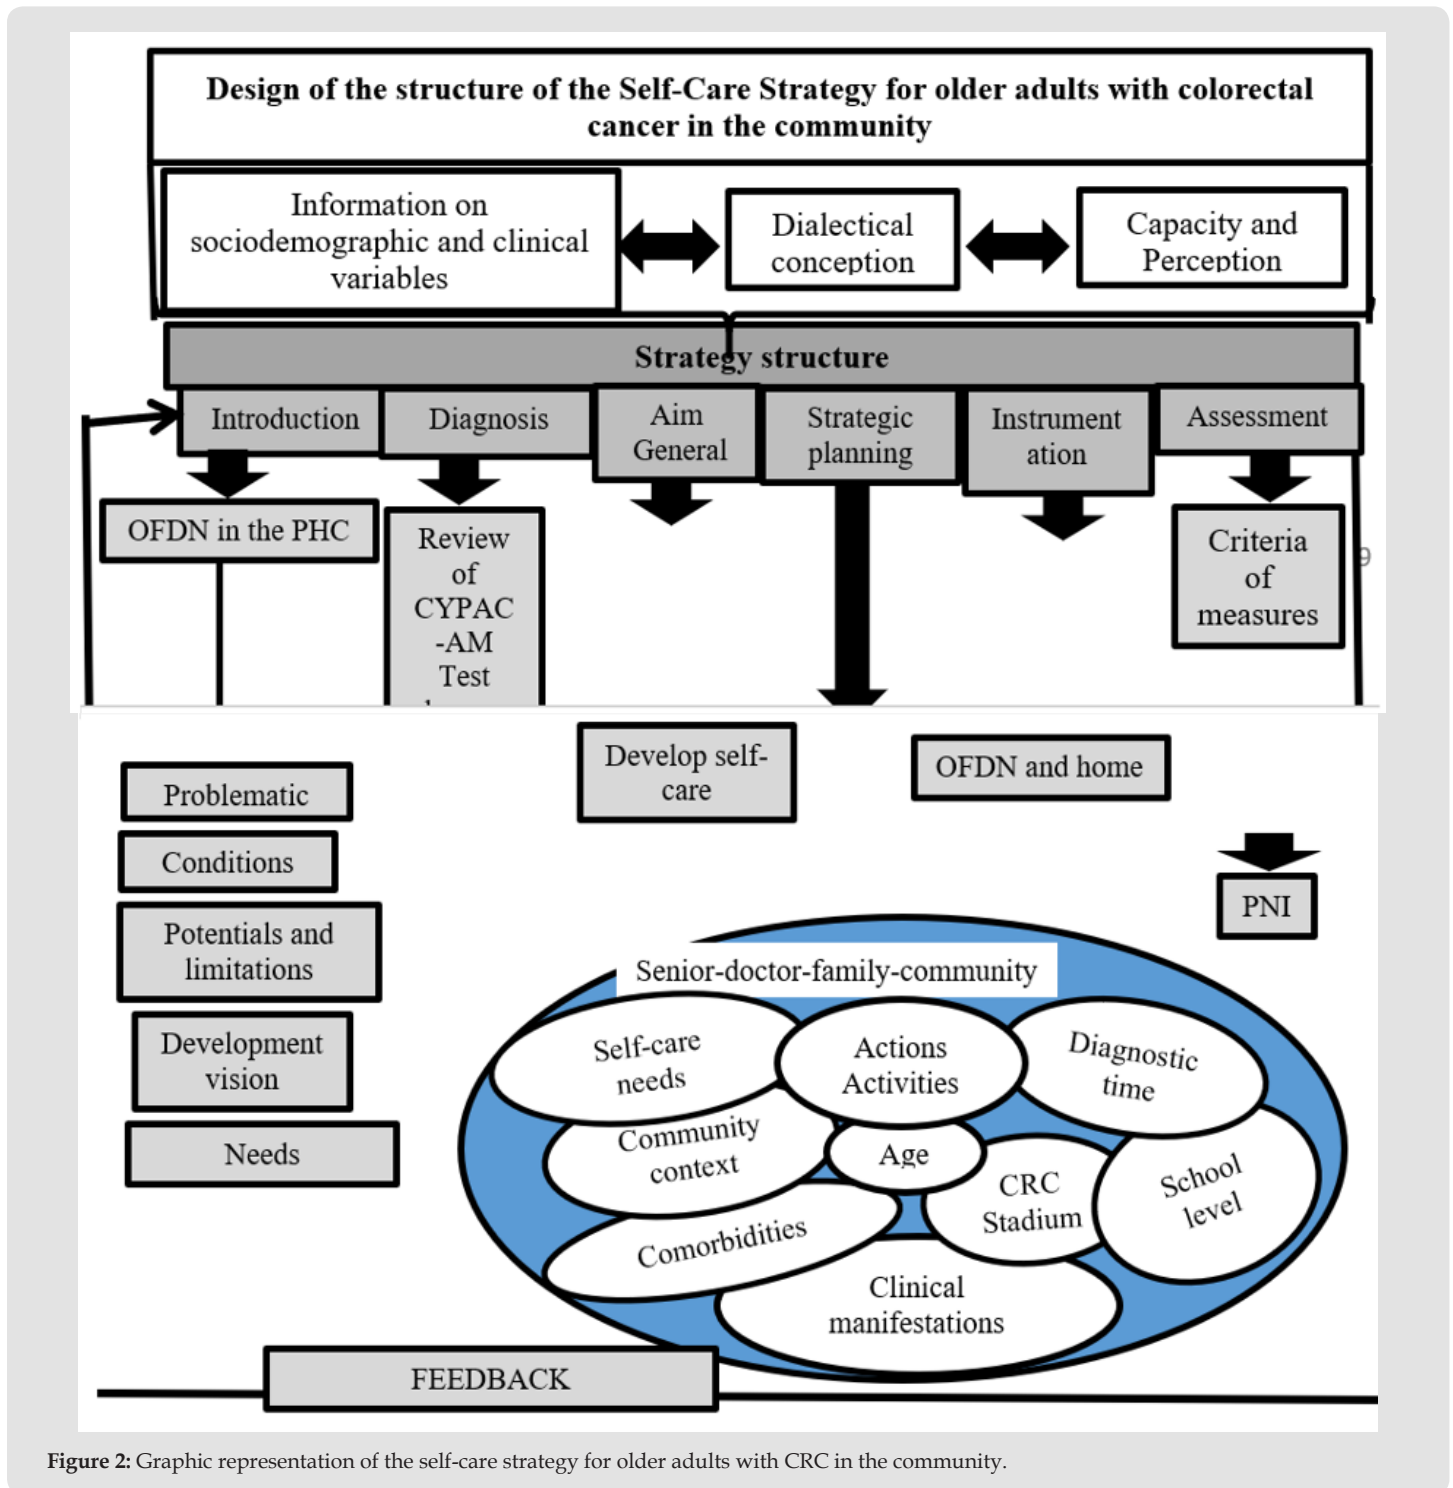 Design of the structure of the Self-Care Strategy for older adults with colorectal
cancer in the community
Information on
sociodemographic and clinical
variables
Dialectical
conception
Capacity and
Perception
Strategy structure
Introduction
Diagnosis
Aim
General
Strategic
planning
Instrument
ation
Assessment
OFDN in the PHC
Review
of
CYPAC
-AM
Test
Criteria
of
measures
9
Develop self-
care
OFDN and home
Problematic
Conditions
Potentials and
limitations
Development
vision
Needs
PNI
Senior-doctor-family-community
Self-care
needs
Actions
Activities
Diagnostic
time
Community
context
Age
CRC
Stadium
School
level
Comorbidities
Clinical
manifestations
FEEDBACK
Figure 2: Graphic representation of the self-care strategy for older adults with CRC in the community.